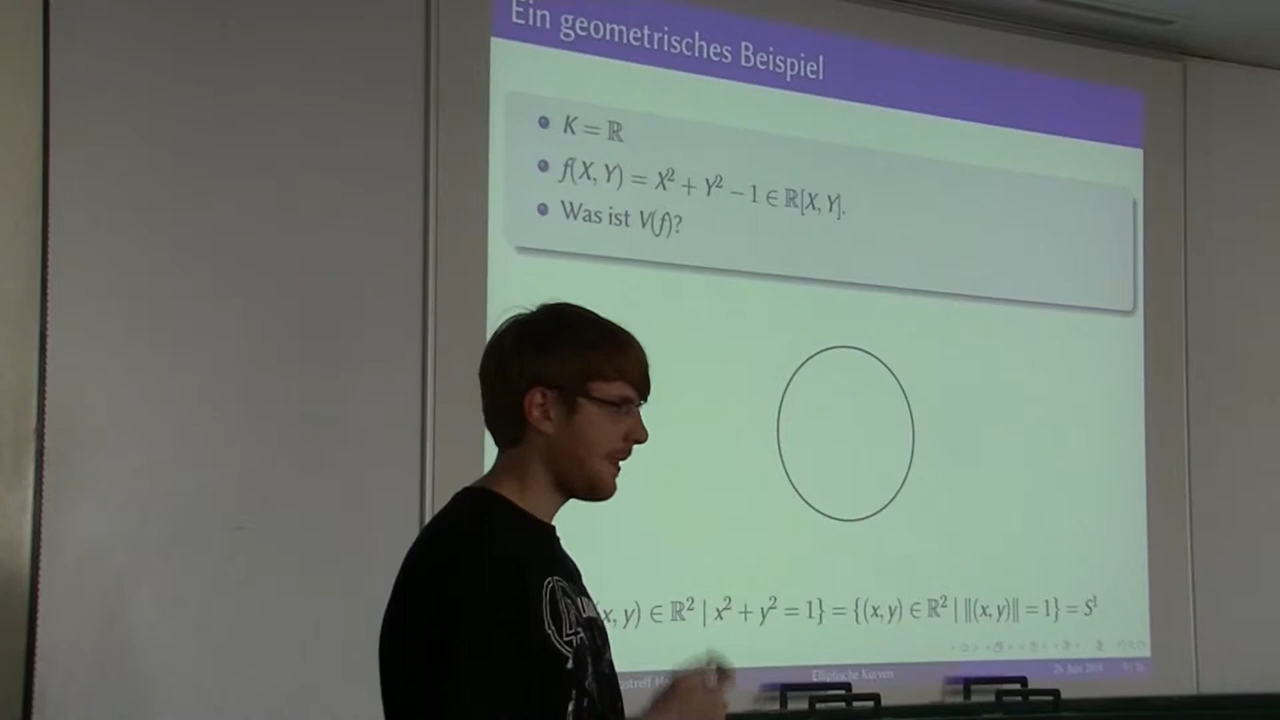 Ein geometrisches Beispiel
K = ℝ
f(X, Y) = X² + Y² − 1 ∈ ℝ[X, Y].
Was ist V(f)?
x, y) ∈ ℝ² | x² + y² = 1} = {(x, y) ∈ ℝ² | ‖(x, y)‖ = 1} = S¹
Elliptische Kurven